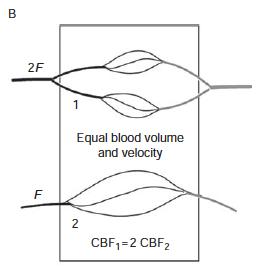 B
2F
1
Equal blood volume
and velocity
F
2
CBF₁=2 CBF₂